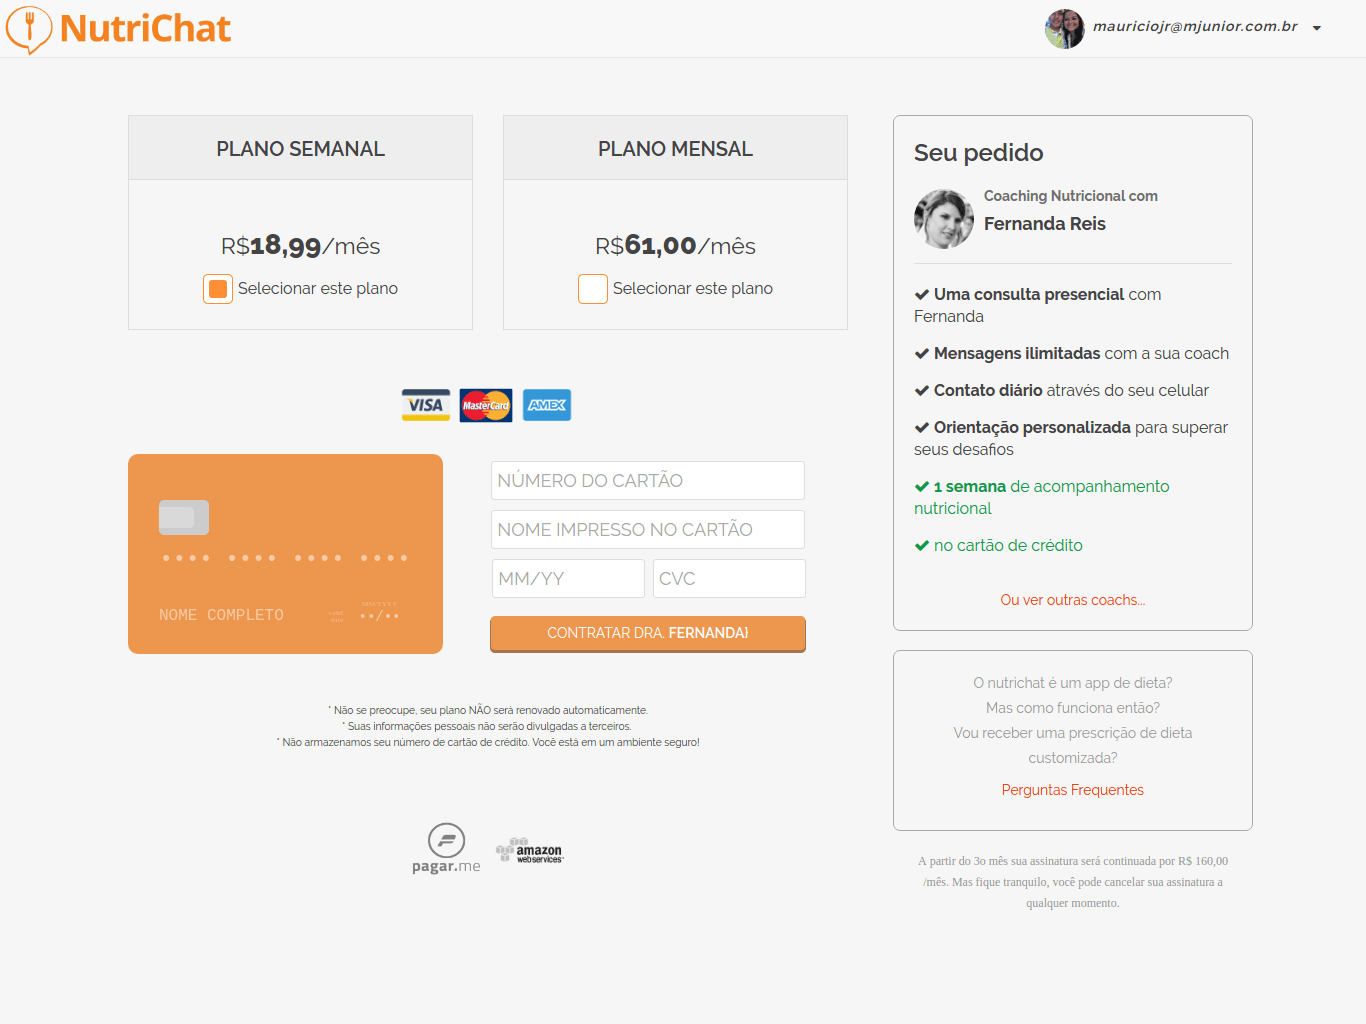 NutriChat
mauriciojr@mjunior.com.br
PLANO SEMANAL
R$18,99/mês
Selecionar este plano
PLANO MENSAL
R$61,00/mês
Selecionar este plano
VISA MasterCard AMEX
NOME COMPLETO
••/••
NÚMERO DO CARTÃO
NOME IMPRESSO NO CARTÃO
MM/YY CVC
CONTRATAR DRA. FERNANDA}
* Não se preocupe, seu plano NÃO será renovado automaticamente.
* Suas informações pessoais não serão divulgadas a terceiros.
* Não armazenamos seu número de cartão de crédito. Você está em um ambiente seguro!
pagar.me
amazon
webservices
Seu pedido
Coaching Nutricional com
Fernanda Reis
Uma consulta presencial com
Fernanda
Mensagens ilimitadas com a sua coach
Contato diário através do seu celular
Orientação personalizada para superar
seus desafios
1 semana de acompanhamento
nutricional
no cartão de crédito
Ou ver outras coachs...
O nutrichat é um app de dieta?
Mas como funciona então?
Vou receber uma prescrição de dieta
customizada?
Perguntas Frequentes
A partir do 3o mês sua assinatura será continuada por R$ 160,00
/mês. Mas fique tranquilo, você pode cancelar sua assinatura a
qualquer momento.